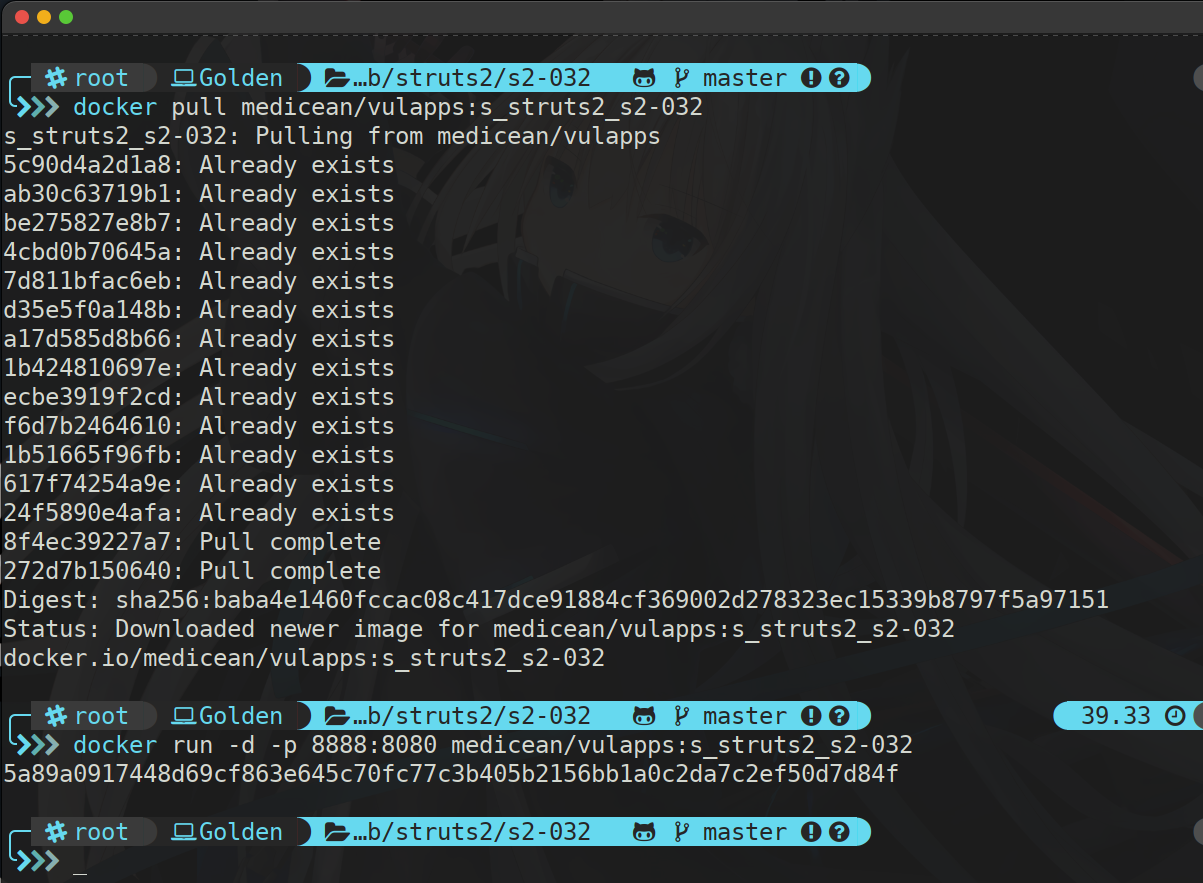 root Golden …b/struts2/s2-032 master
docker pull medicean/vulapps:s_struts2_s2-032
s_struts2_s2-032: Pulling from medicean/vulapps
5c90d4a2d1a8: Already exists
ab30c63719b1: Already exists
be275827e8b7: Already exists
4cbd0b70645a: Already exists
7d811bfac6eb: Already exists
d35e5f0a148b: Already exists
a17d585d8b66: Already exists
1b424810697e: Already exists
ecbe3919f2cd: Already exists
f6d7b2464610: Already exists
1b51665f96fb: Already exists
617f74254a9e: Already exists
24f5890e4afa: Already exists
8f4ec39227a7: Pull complete
272d7b150640: Pull complete
Digest: sha256:baba4e1460fccac08c417dce91884cf369002d278323ec15339b8797f5a97151
Status: Downloaded newer image for medicean/vulapps:s_struts2_s2-032
docker.io/medicean/vulapps:s_struts2_s2-032
root Golden …b/struts2/s2-032 master 39.33
docker run -d -p 8888:8080 medicean/vulapps:s_struts2_s2-032
5a89a0917448d69cf863e645c70fc77c3b405b2156bb1a0c2da7c2ef50d7d84f
root Golden …b/struts2/s2-032 master
_